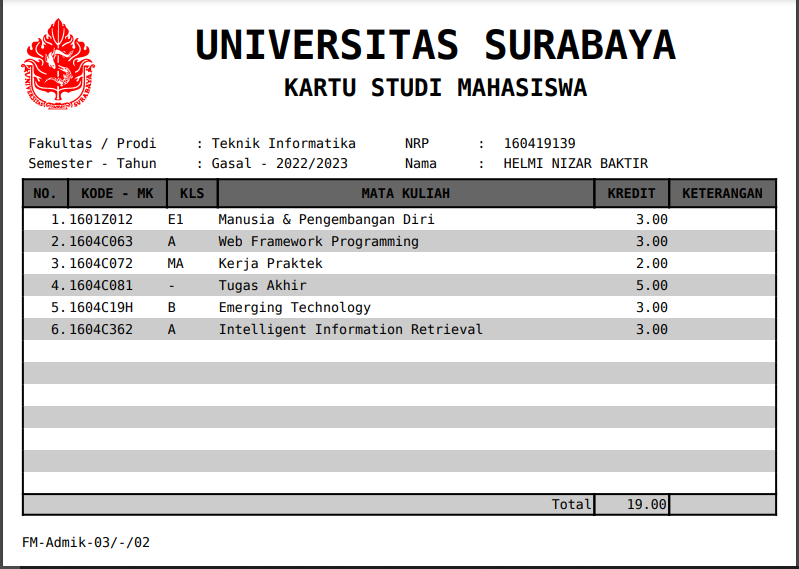 UNIVERSITAS SURABAYA
KARTU STUDI MAHASISWA
UNIVERSITAS SURABAYA
Fakultas / Prodi : Teknik Informatika NRP : 160419139
Semester - Tahun : Gasal - 2022/2023 Nama : HELMI NIZAR BAKTIR
NO. KODE - MK KLS MATA KULIAH KREDIT KETERANGAN
1. 1601Z012 E1 Manusia & Pengembangan Diri 3.00
2. 1604C063 A Web Framework Programming 3.00
3. 1604C072 MA Kerja Praktek 2.00
4. 1604C081 - Tugas Akhir 5.00
5. 1604C19H B Emerging Technology 3.00
6. 1604C362 A Intelligent Information Retrieval 3.00
Total 19.00
FM-Admik-03/-/02